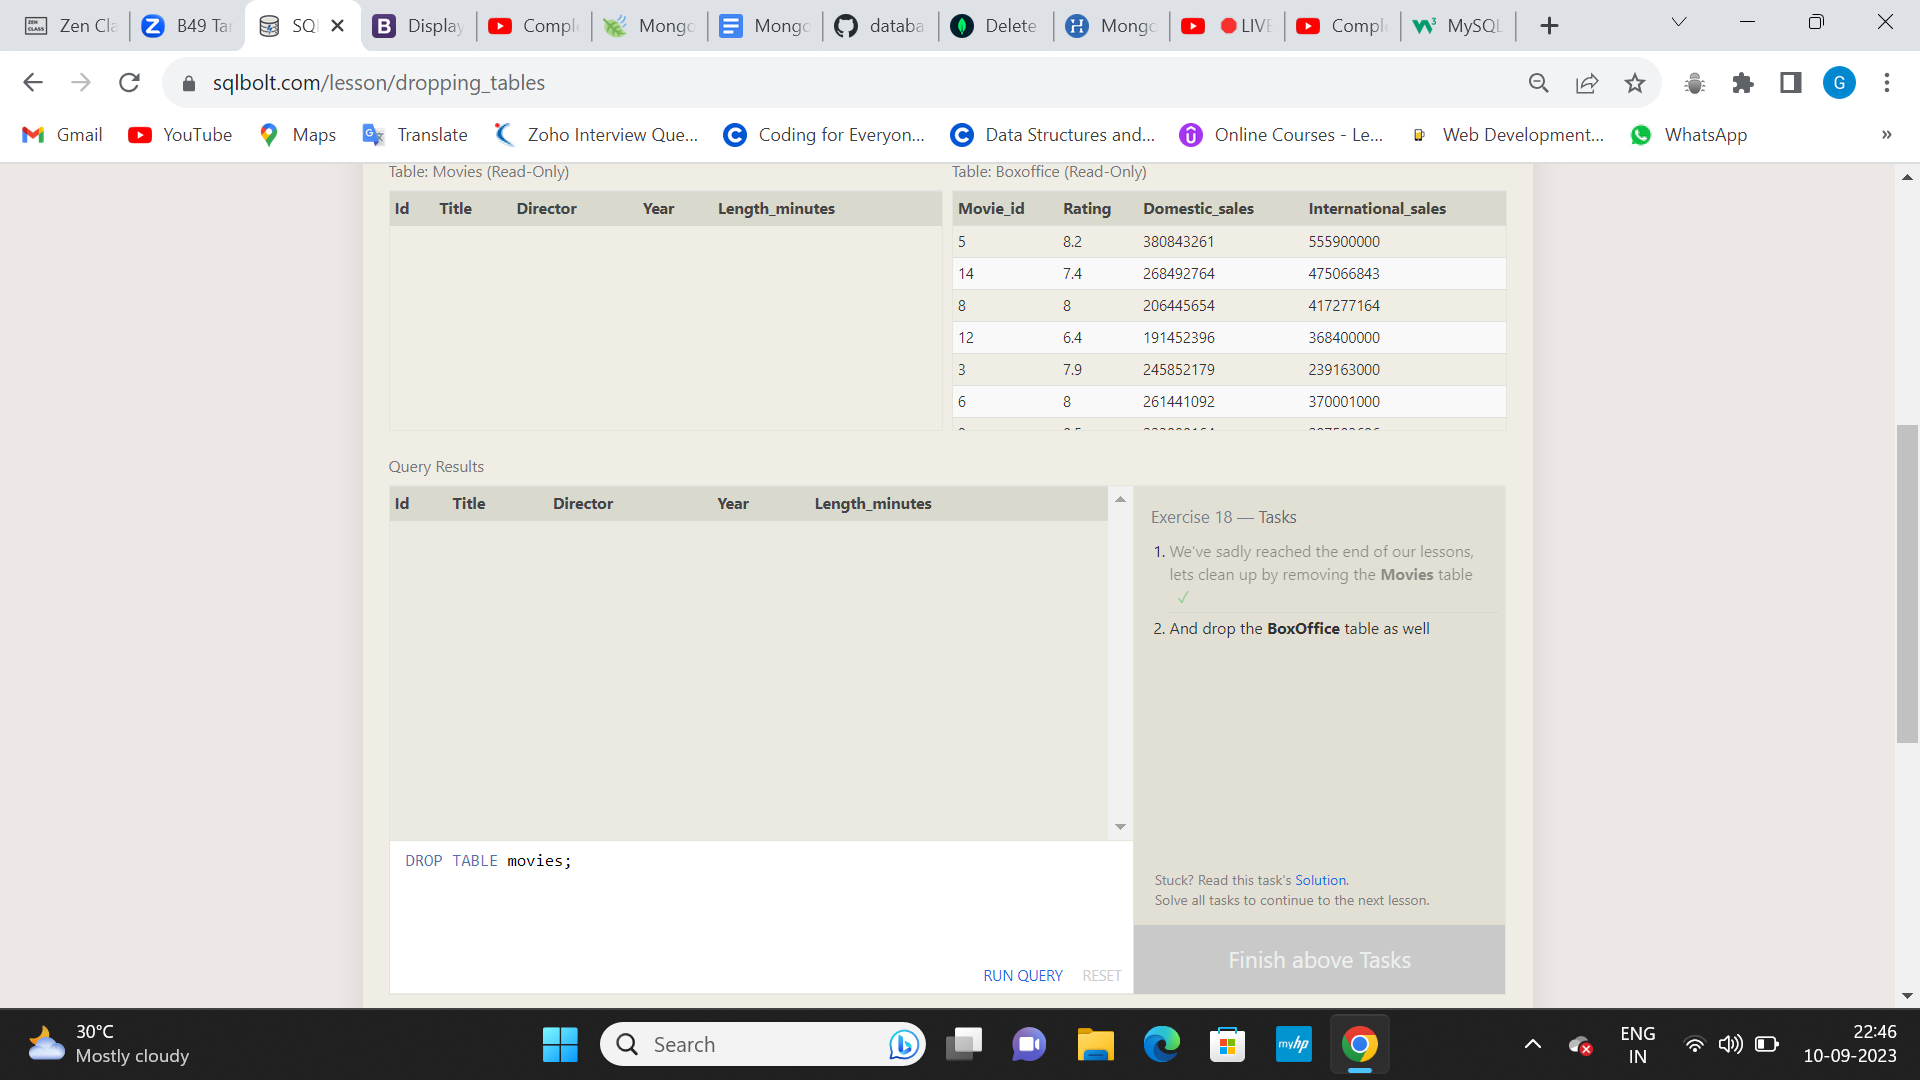 Zen Cla
B49 Tar
SQ
Display
Compl
Mongo
Mongo
databa
Delete
Mongo
LIVE
Compl
MySQL
sqlbolt.com/lesson/dropping_tables
G
Gmail
YouTube
Maps
Translate
Zoho Interview Que...
Coding for Everyon...
Data Structures and...
Online Courses - Le...
Web Development...
WhatsApp
»
Table: Movies (Read-Only)
Id Title Director Year Length_minutes
Table: Boxoffice (Read-Only)
Movie_id Rating Domestic_sales International_sales
5 8.2 380843261 555900000
14 7.4 268492764 475066843
8 8 206445654 417277164
12 6.4 191452396 368400000
3 7.9 245852179 239163000
6 8 261441092 370001000
Query Results
Id Title Director Year Length_minutes
Exercise 18 — Tasks
1. We've sadly reached the end of our lessons,
lets clean up by removing the Movies table
✓
2. And drop the BoxOffice table as well
DROP TABLE movies;
Stuck? Read this task's Solution.
Solve all tasks to continue to the next lesson.
RUN QUERY RESET
Finish above Tasks
30°C
Mostly cloudy
Search
myhp
ENG
IN
22:46
10-09-2023